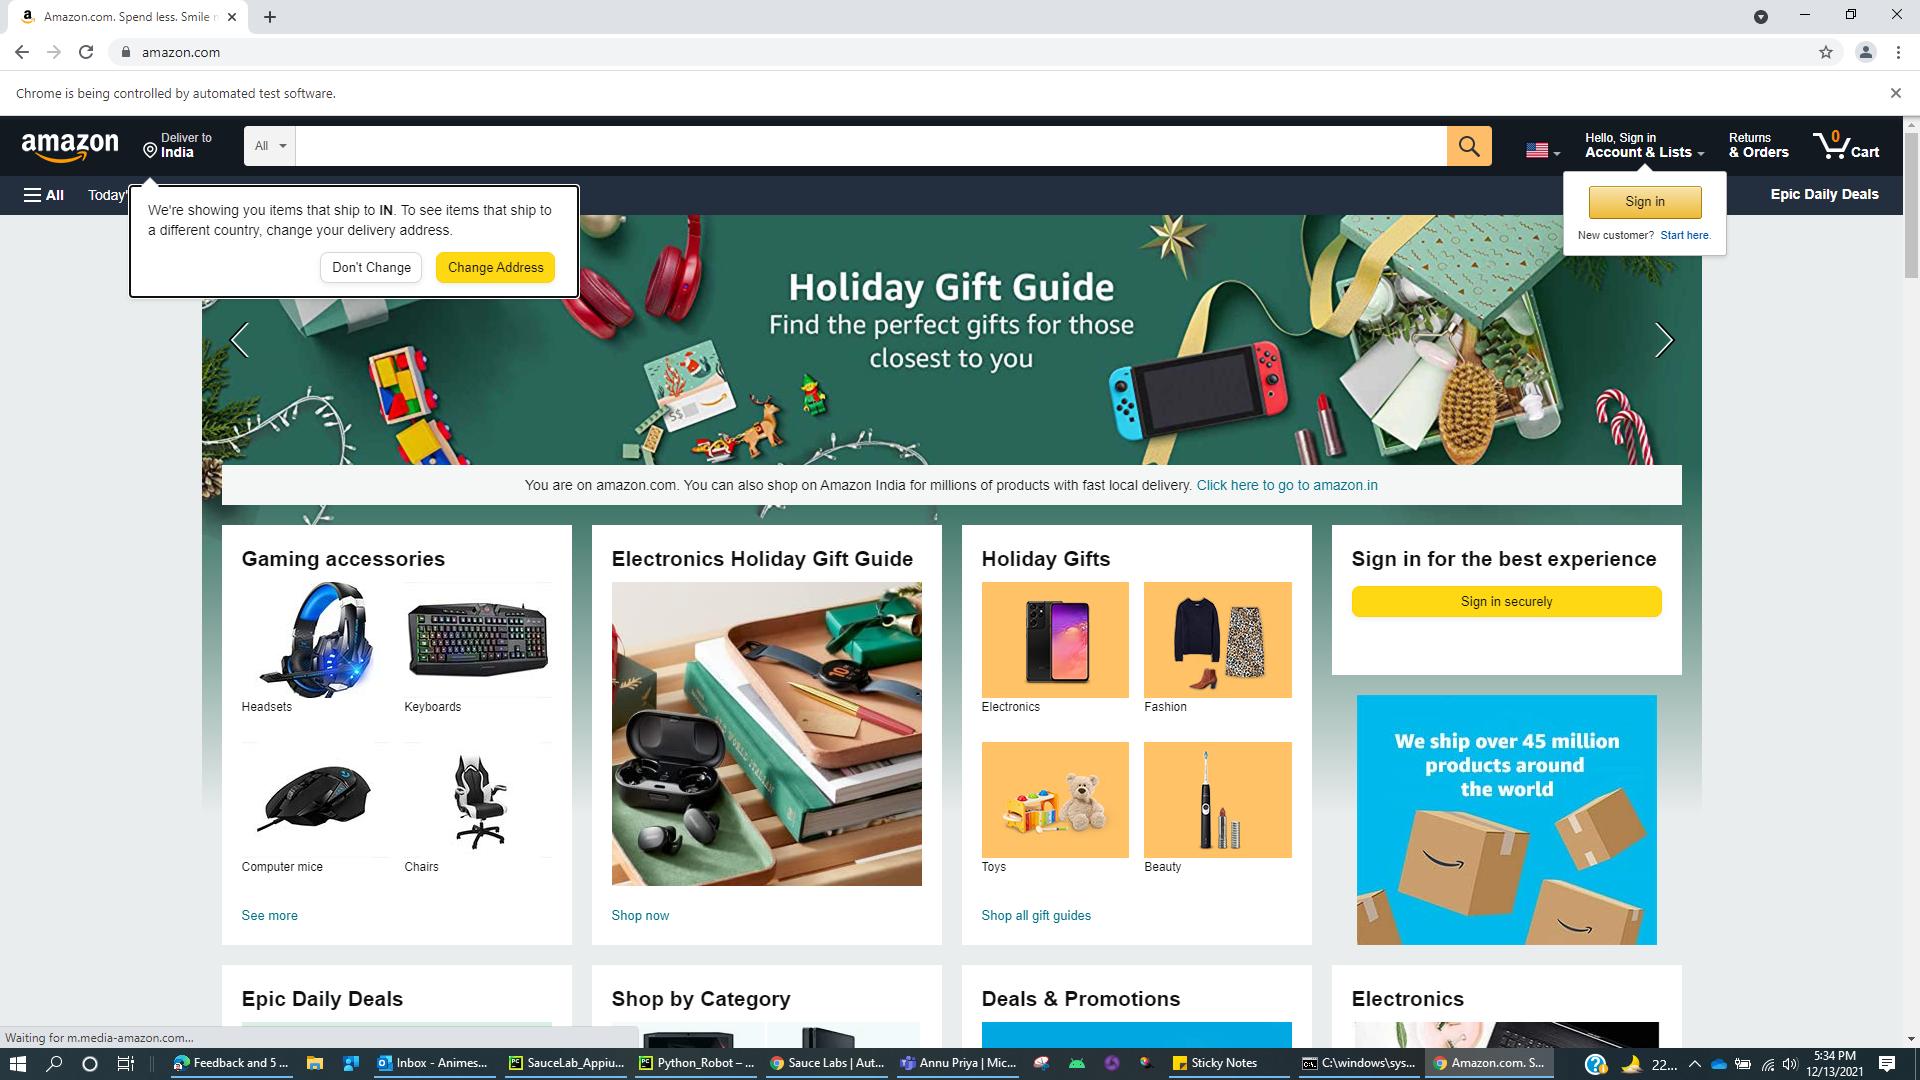 Amazon.com. Spend less. Smile
amazon.com
Chrome is being controlled by automated test software.
amazon
Deliver to
India
All
Hello, Sign in
Account & Lists
Returns
& Orders
0
Cart
All
Today'
Epic Daily Deals
We're showing you items that ship to IN. To see items that ship to
a different country, change your delivery address.
Don't Change
Change Address
Sign in
New customer? Start here.
Holiday Gift Guide
Find the perfect gifts for those
closest to you
You are on amazon.com. You can also shop on Amazon India for millions of products with fast local delivery. Click here to go to amazon.in
Gaming accessories
Headsets
Keyboards
Computer mice
Chairs
See more
Electronics Holiday Gift Guide
Shop now
Holiday Gifts
Electronics
Fashion
Toys
Beauty
Shop all gift guides
Sign in for the best experience
Sign in securely
We ship over 45 million
products around
the world
Epic Daily Deals
Shop by Category
Deals & Promotions
Electronics
Waiting for m.media-amazon.com...
Feedback and 5 ...
Inbox - Animes...
SauceLab_Appiu...
Python_Robot – ...
Sauce Labs | Aut...
Annu Priya | Mic...
Sticky Notes
C:\windows\sys...
Amazon.com. S...
22...
5:34 PM
12/13/2021